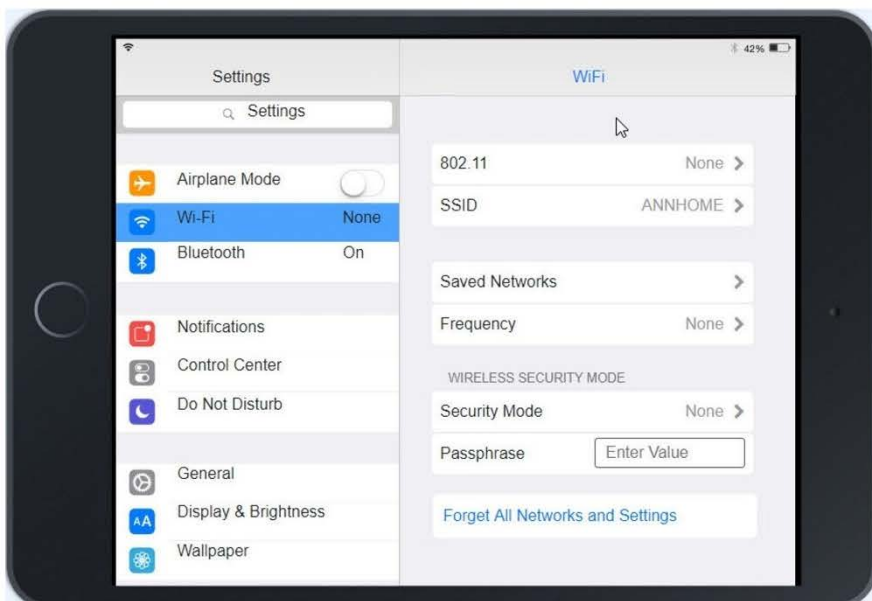 42%
Settings
WiFi
Settings
Airplane Mode
Wi-Fi None
Bluetooth On
Notifications
Control Center
Do Not Disturb
General
AA Display & Brightness
Wallpaper
802.11 None
SSID ANNHOME
Saved Networks
Frequency None
WIRELESS SECURITY MODE
Security Mode None
Passphrase Enter Value
Forget All Networks and Settings